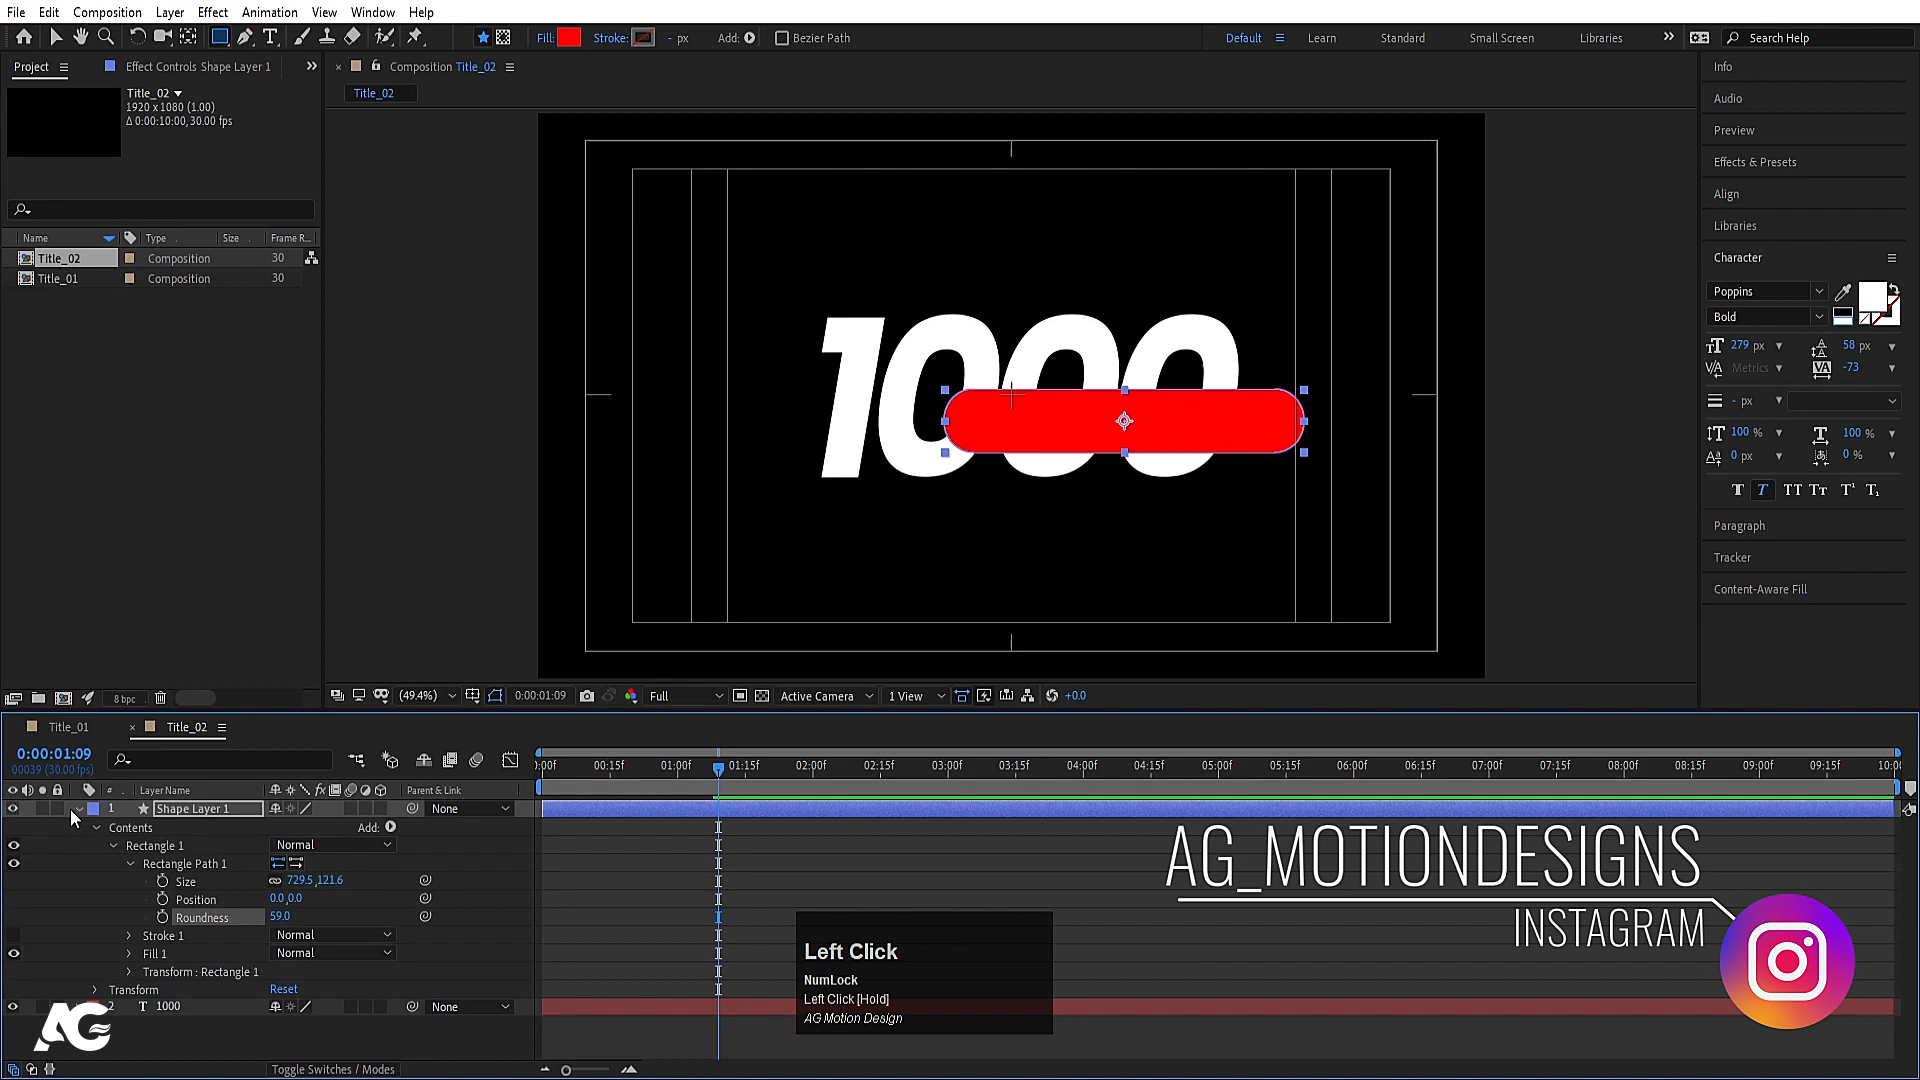 File Edit Composition Layer Effect Animation View Window Help
Fill: Stroke: - px Add: Bezier Path Default Learn Standard Small Screen Libraries Search Help
Project Effect Controls Shape Layer 1
Composition Title_02
Title_02
Title_02
1920 x 1080 (1.00)
Δ 0:00:10:00, 30.00 fps
Name Type Size Frame R...
Title_02 Composition 30
Title_01 Composition 30
8 bpc
1000
(49.4%) 0:00:01:09 Full Active Camera 1 View +0.0
Info
Audio
Preview
Effects & Presets
Align
Libraries
Character
Poppins
Bold
279 px 58 px
Metrics -73
- px
100 % 100 %
0 px 0 %
T T TT Tт T¹ T₁
Paragraph
Tracker
Content-Aware Fill
Title_01 Title_02
0:00:01:09
00039 (30.00 fps)
:00f 00:15f 01:00f 01:15f 02:00f 02:15f 03:00f 03:15f 04:00f 04:15f 05:00f 05:15f 06:00f 06:15f 07:00f 07:15f 08:00f 08:15f 09:00f 09:15f 10:00
# Layer Name Parent & Link
1 Shape Layer 1 None
Contents Add:
Rectangle 1 Normal
Rectangle Path 1
Size 729.5,121.6
Position 0.0,0.0
Roundness 59.0
Stroke 1 Normal
Fill 1 Normal
Transform : Rectangle 1
Transform Reset
2 T 1000 None
Toggle Switches / Modes
Left Click
NumLock
Left Click [Hold]
AG Motion Design
AG_MOTIONDESIGNS
INSTAGRAM
AG